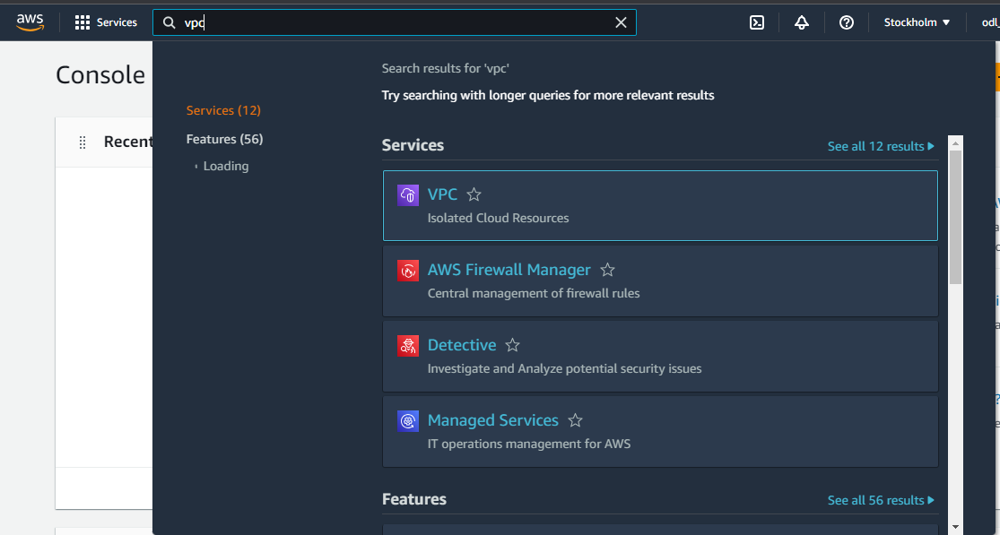 aws
Services
vpc
Stockholm
odl_
Console
Recent
Search results for 'vpc'
Try searching with longer queries for more relevant results
Services (12)
Features (56)
Loading
Services
See all 12 results
VPC
Isolated Cloud Resources
AWS Firewall Manager
Central management of firewall rules
Detective
Investigate and Analyze potential security issues
Managed Services
IT operations management for AWS
Features
See all 56 results